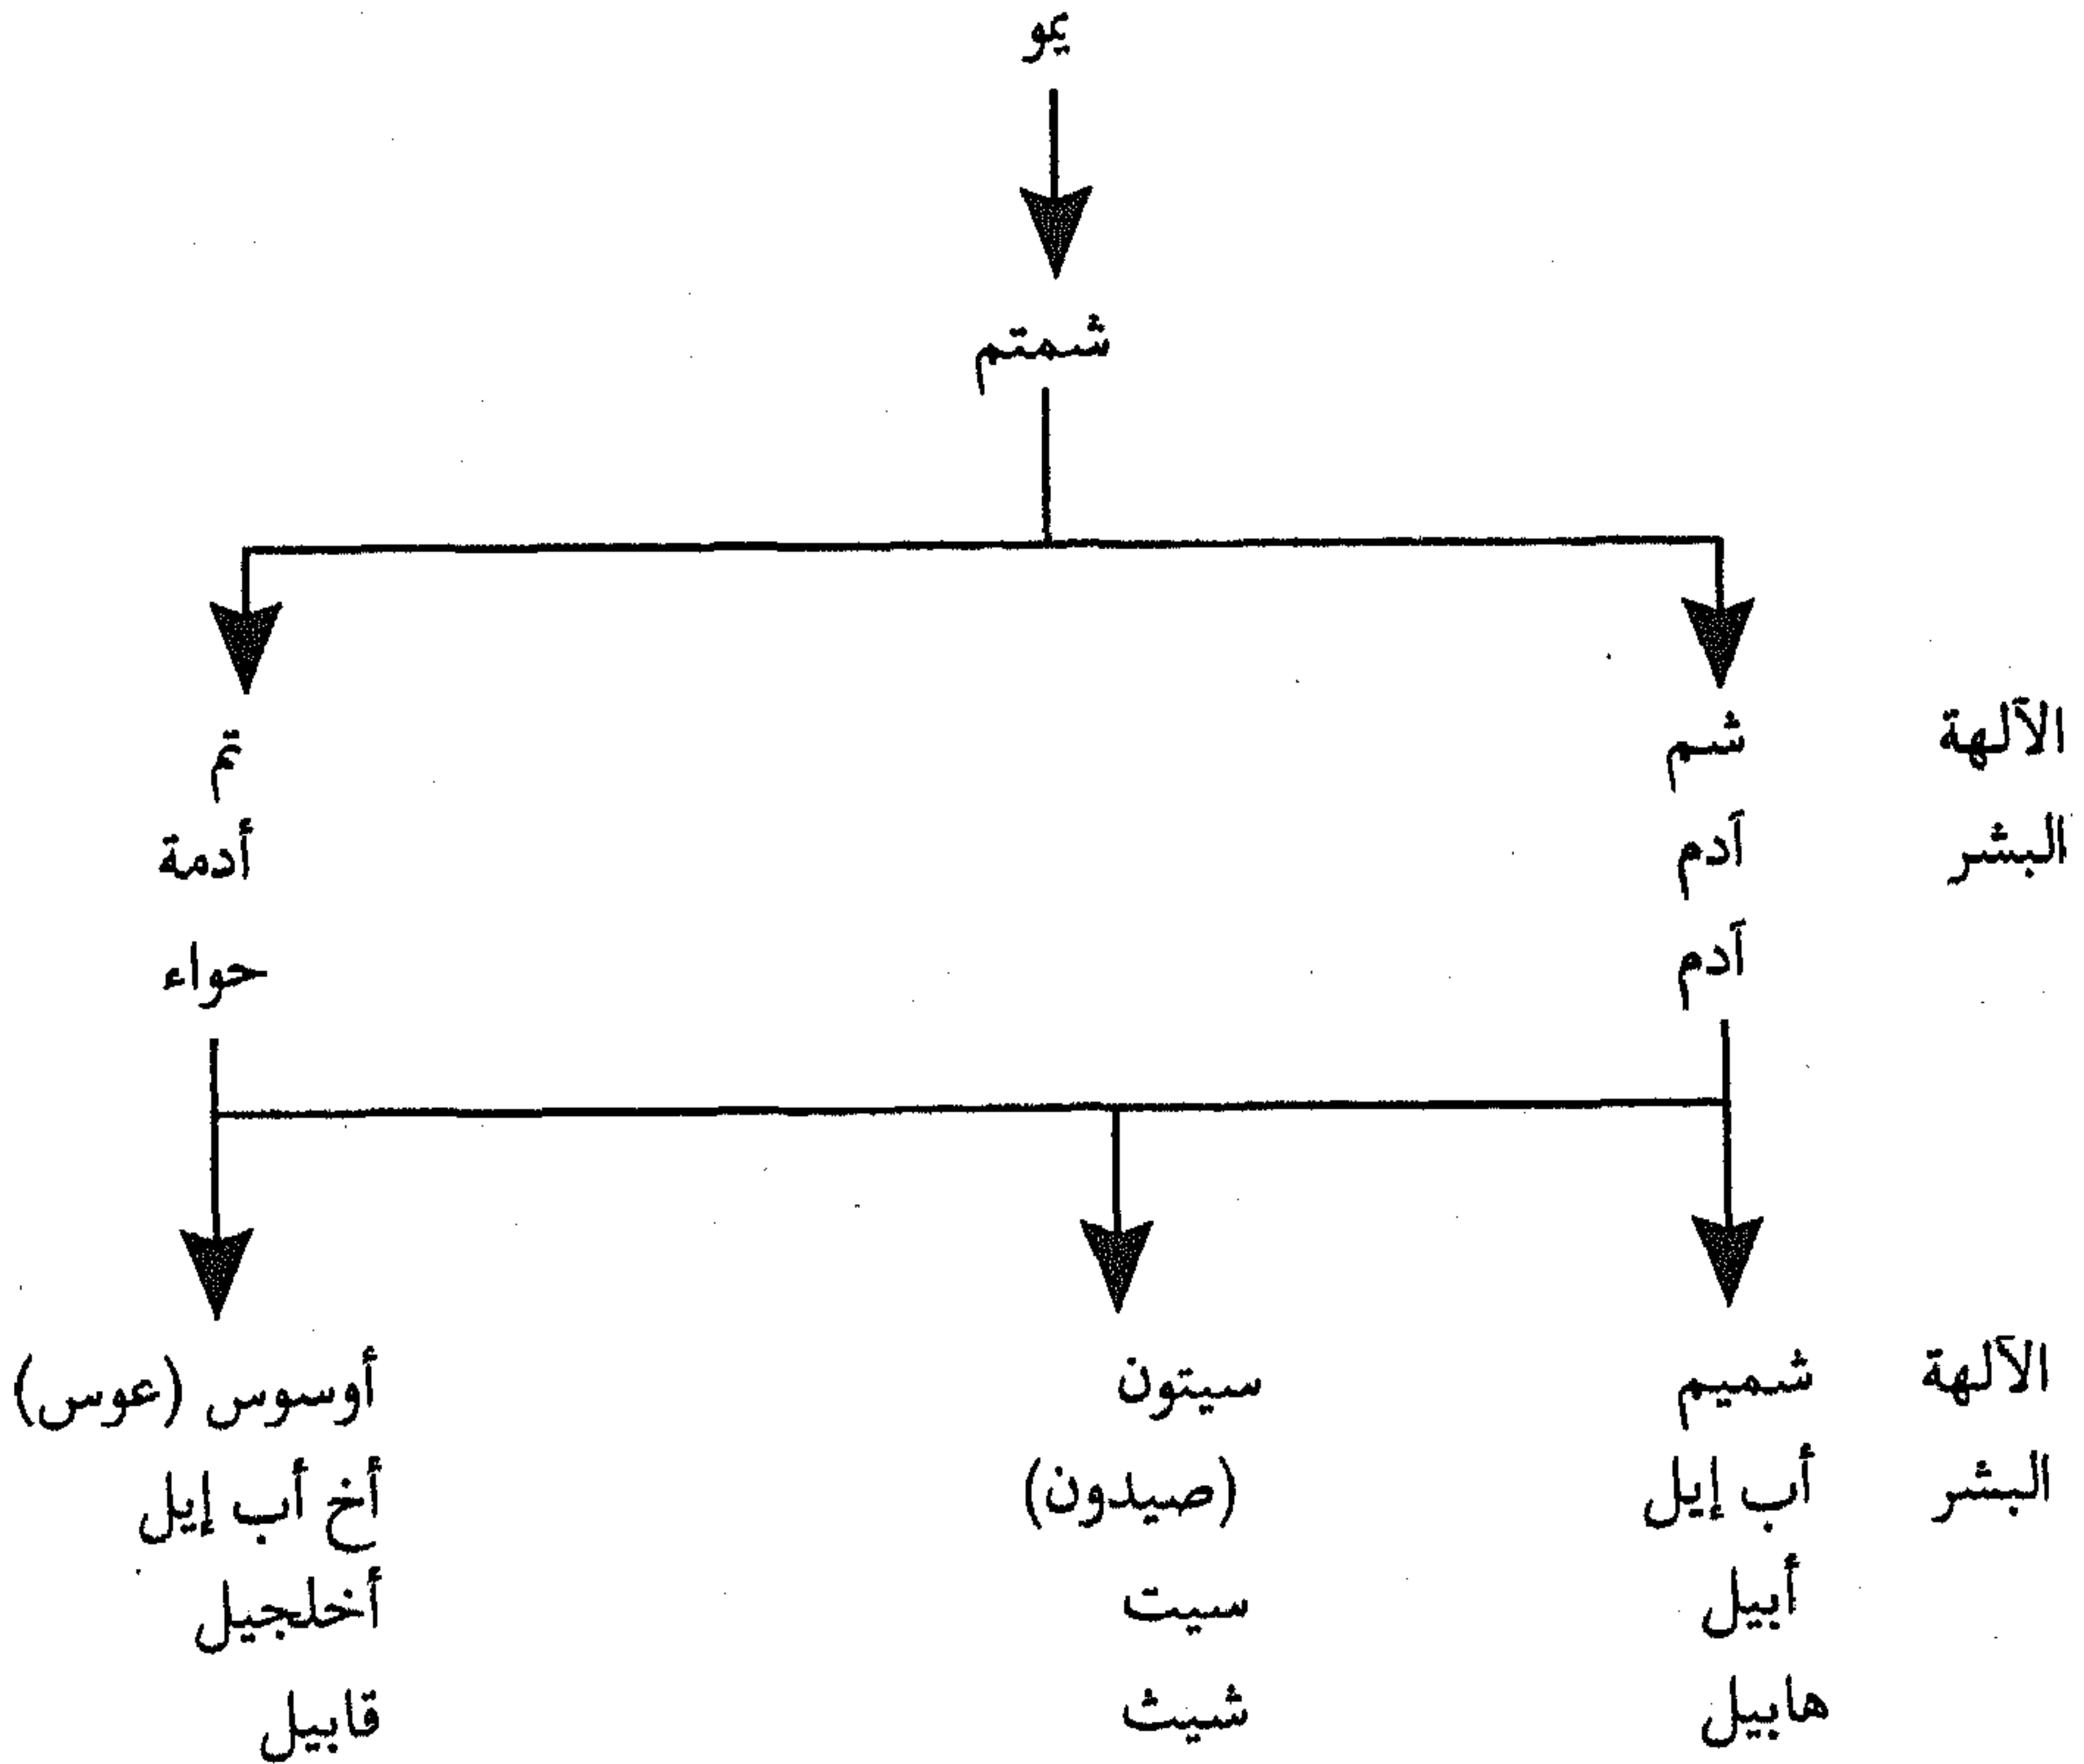 يو
شمتم
الآلهة شم تم
البشر آدم أدمة
آدم حواء
الآلهة شميم سيتون أوسوس (عوس)
البشر أب إيل (صيدون) أخ أب إيل
أبيل سيت أخلجيل
هابيل شيث قابيل